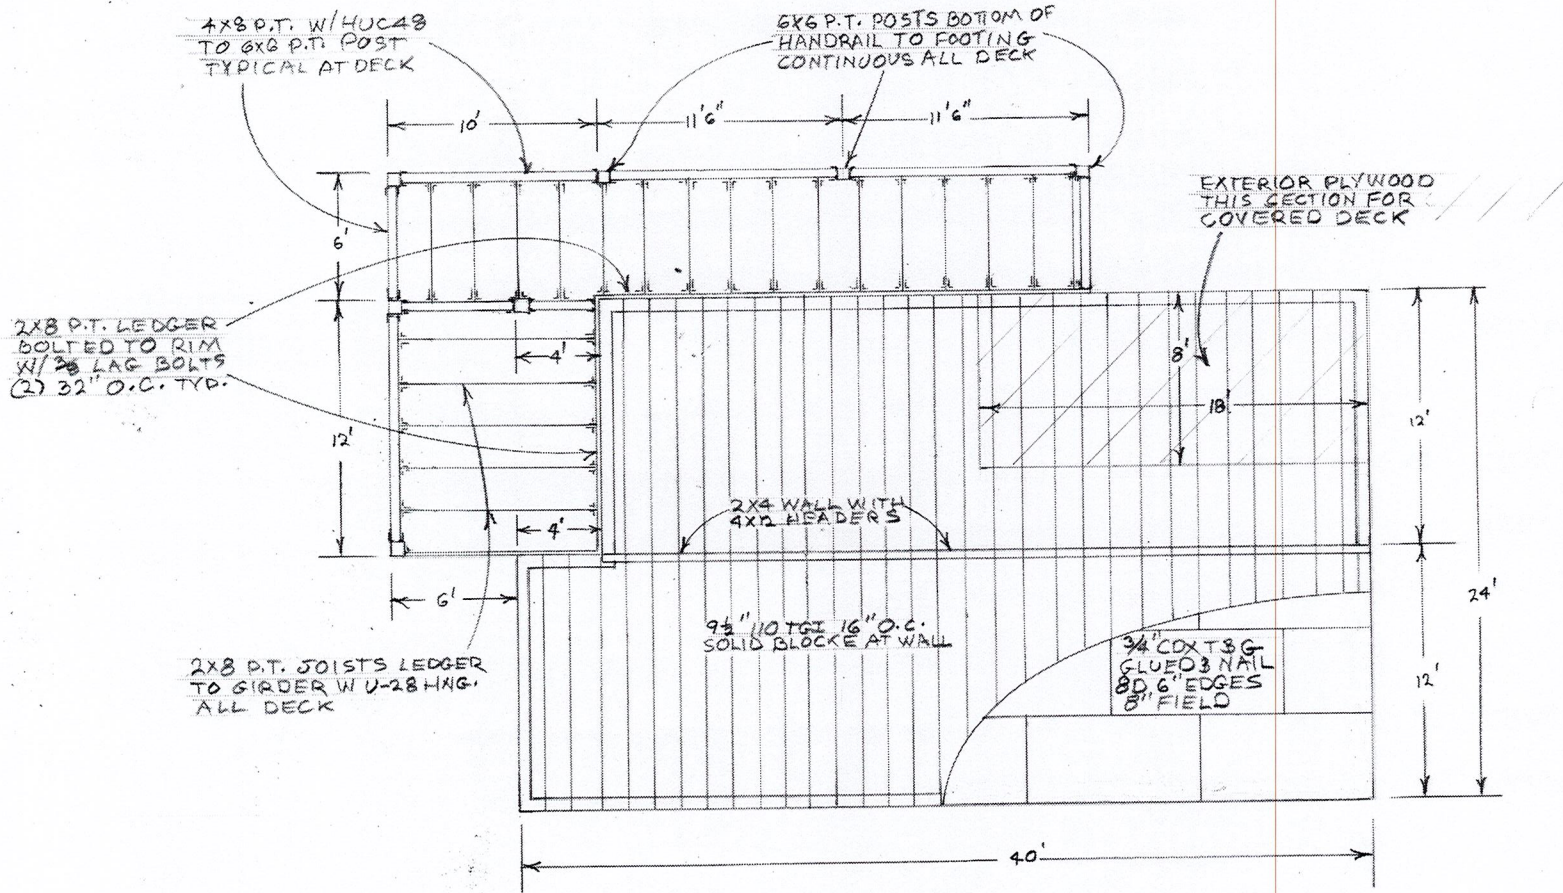 4X8 P.T. W/HUC48
TO 6X6 P.T. POST
TYPICAL AT DECK
6X6 P.T. POSTS BOTTOM OF
HANDRAIL TO FOOTING
CONTINUOUS ALL DECK
10'
11'6"
11'6"
EXTERIOR PLYWOOD
THIS SECTION FOR
COVERED DECK
6'
2X8 P.T. LEDGER
BOLTED TO RIM
W/ LAG BOLTS
(2) 32" O.C. TYP.
4'
8'
18'
12'
12'
2X4 WALL WITH
4X12 HEADERS
4'
6'
24'
9½" 110 TGI 16" O.C.
SOLID BLOCKE AT WALL
3/4" CDX T&G
GLUED & NAIL
8D 6" EDGES
8" FIELD
12'
2X8 P.T. JOISTS LEDGER
TO GIRDER W U-28 HNG.
ALL DECK
40'